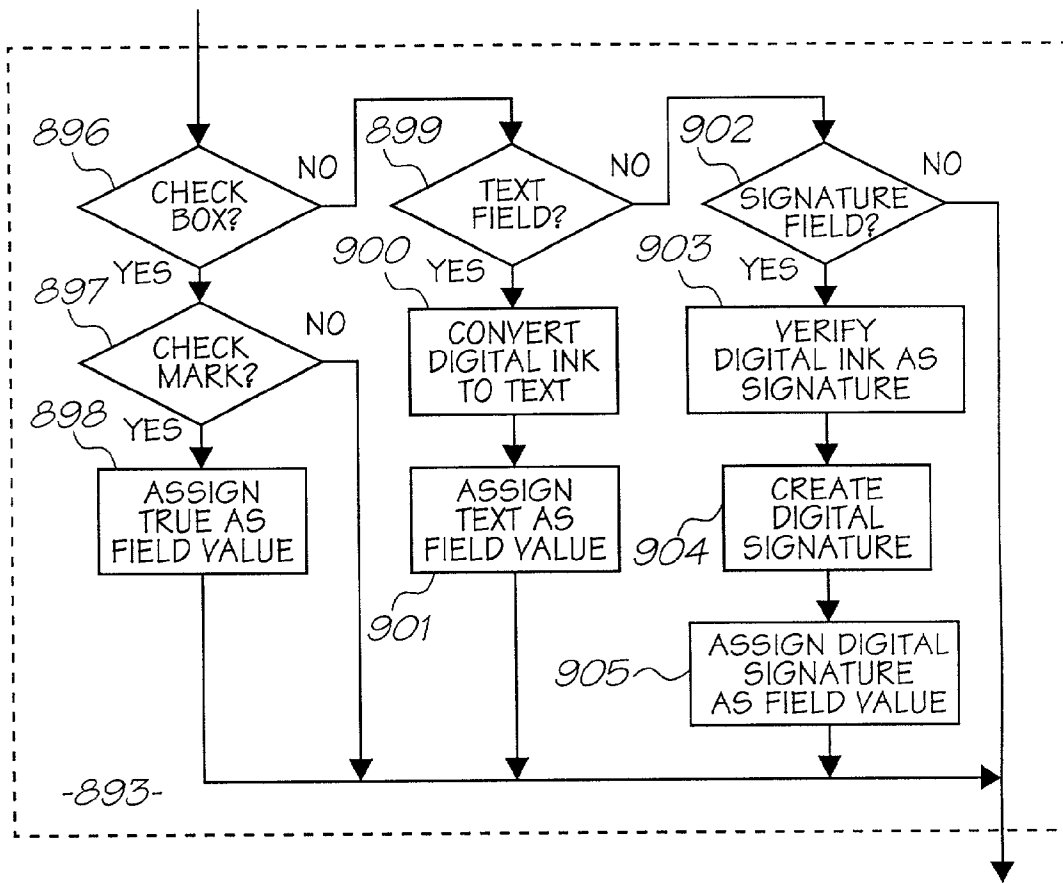 896
CHECK
BOX?
NO
YES
897
CHECK
MARK?
NO
YES
898
ASSIGN
TRUE AS
FIELD VALUE
899
TEXT
FIELD?
NO
YES
900
CONVERT
DIGITAL INK
TO TEXT
ASSIGN
TEXT AS
FIELD VALUE
901
902
SIGNATURE
FIELD?
NO
YES
903
VERIFY
DIGITAL INK AS
SIGNATURE
CREATE
DIGITAL
SIGNATURE
904
ASSIGN DIGITAL
SIGNATURE
AS FIELD VALUE
905
-893-